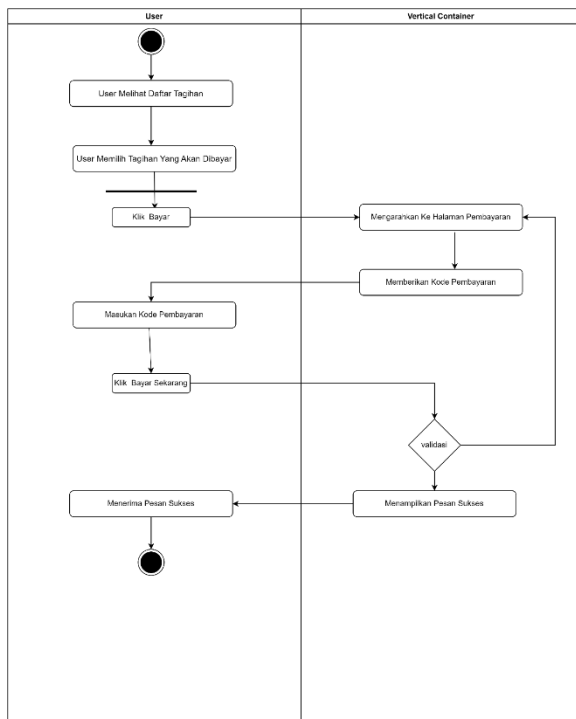 User
Vertical Container
User Melihat Daftar Tagihan
User Memilih Tagihan Yang Akan Dibayar
Klik Bayar
Mengarahkan Ke Halaman Pembayaran
Memberikan Kode Pembayaran
Masukan Kode Pembayaran
Klik Bayar Sekarang
validasi
Menampilkan Pesan Sukses
Menerima Pesan Sukses